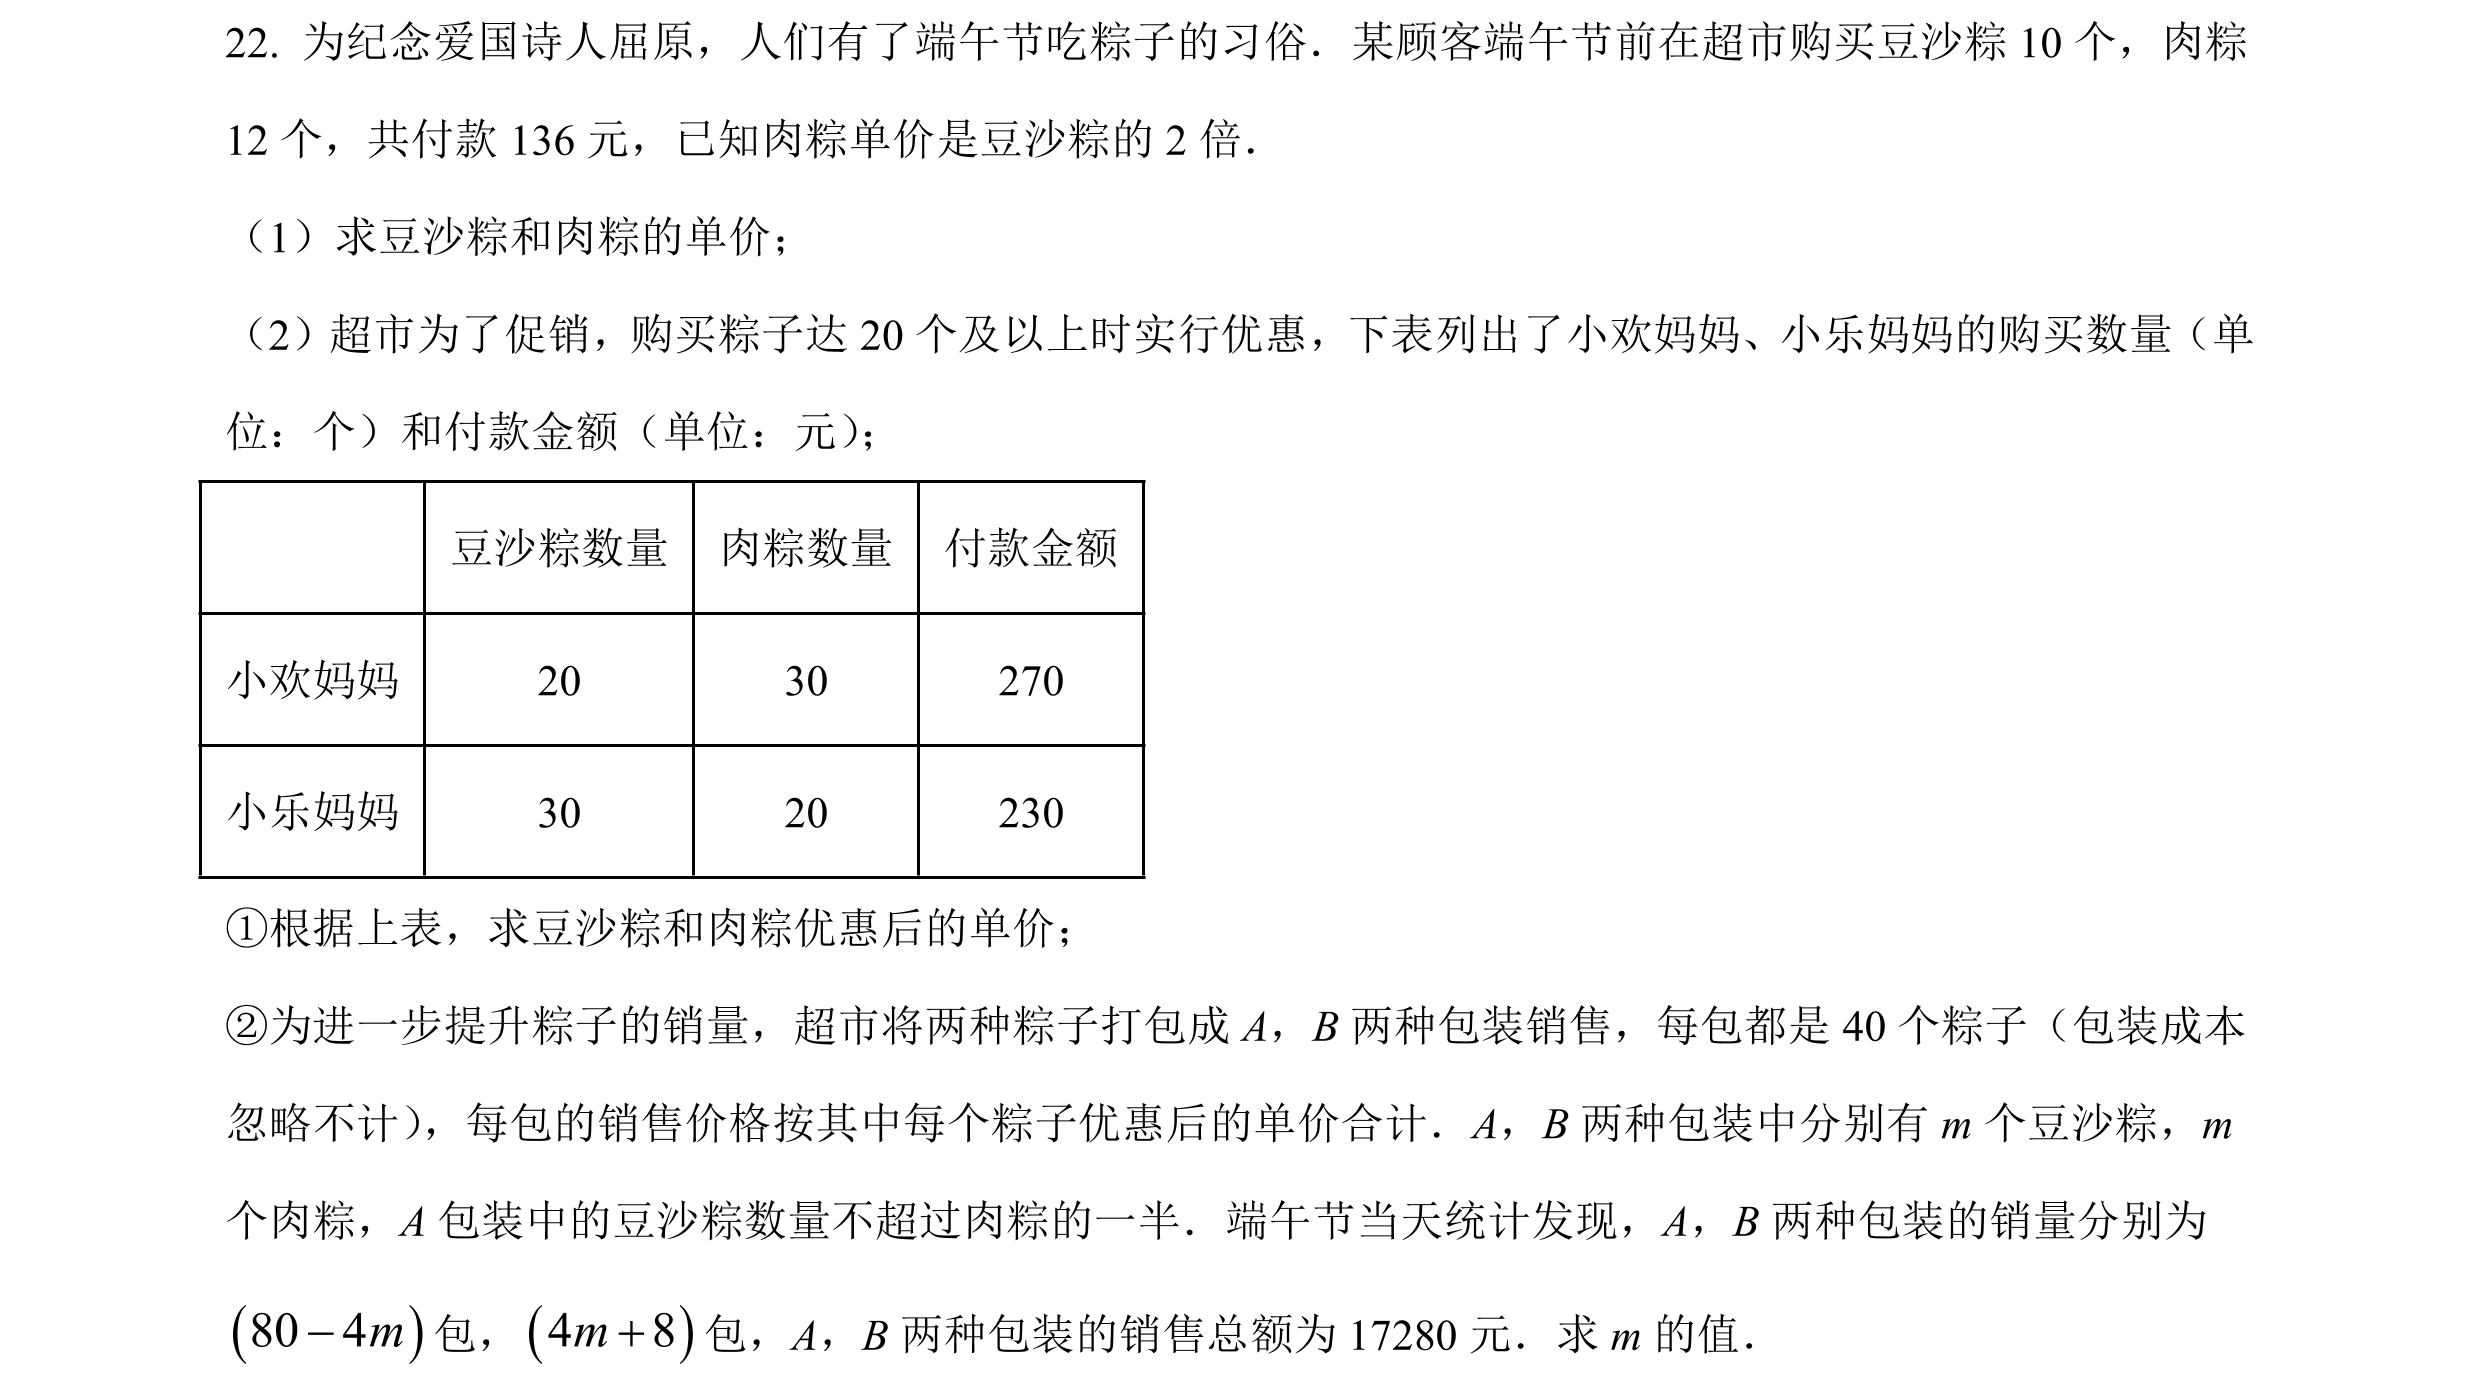 22. 为纪念爱国诗人屈原，人们有了端午节吃粽子的习俗．某顾客端午节前在超市购买豆沙粽 10 个，肉粽
12 个，共付款 136 元，已知肉粽单价是豆沙粽的 2 倍．
（1）求豆沙粽和肉粽的单价；
（2）超市为了促销，购买粽子达 20 个及以上时实行优惠，下表列出了小欢妈妈、小乐妈妈的购买数量（单
位：个）和付款金额（单位：元）；
豆沙粽数量 肉粽数量 付款金额
小欢妈妈 20 30 270
小乐妈妈 30 20 230
①根据上表，求豆沙粽和肉粽优惠后的单价；
②为进一步提升粽子的销量，超市将两种粽子打包成 A，B 两种包装销售，每包都是 40 个粽子（包装成本
忽略不计），每包的销售价格按其中每个粽子优惠后的单价合计．A，B 两种包装中分别有 m 个豆沙粽，m
个肉粽，A 包装中的豆沙粽数量不超过肉粽的一半．端午节当天统计发现，A，B 两种包装的销量分别为
(80－4m) 包，(4m＋8) 包，A，B 两种包装的销售总额为 17280 元．求 m 的值．